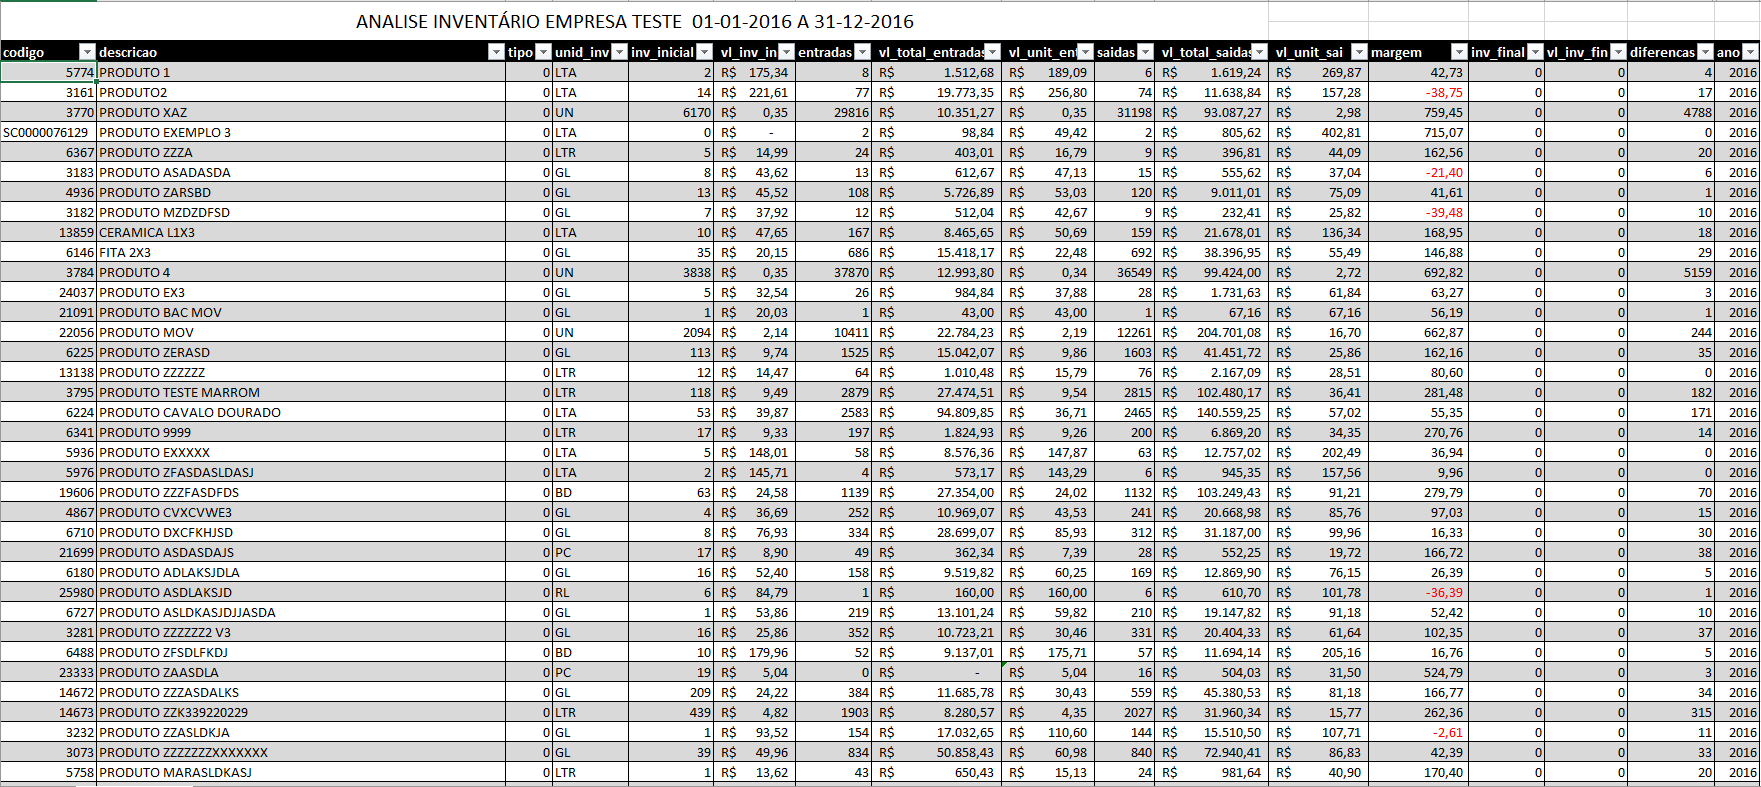 ANALISE INVENTÁRIO EMPRESA TESTE 01-01-2016 A 31-12-2016
codigo descricao tipo unid_inv inv_inicial vl_inv_in entradas vl_total_entradas vl_unit_ent saidas vl_total_saidas vl_unit_sai margem inv_final vl_inv_fin diferencas ano
5774 PRODUTO 1 0 LTA 2 R$ 175,34 8 R$ 1.512,68 R$ 189,09 6 R$ 1.619,24 R$ 269,87 42,73 0 0 4 2016
3161 PRODUTO2 0 LTA 14 R$ 221,61 77 R$ 19.773,35 R$ 256,80 74 R$ 11.638,84 R$ 157,28 -38,75 0 0 17 2016
3770 PRODUTO XAZ 0 UN 6170 R$ 0,35 29816 R$ 10.351,27 R$ 0,35 31198 R$ 93.087,27 R$ 2,98 759,45 0 0 4788 2016
SC0000076129 PRODUTO EXEMPLO 3 0 LTA 0 R$ - 2 R$ 98,84 R$ 49,42 2 R$ 805,62 R$ 402,81 715,07 0 0 0 2016
6367 PRODUTO ZZZA 0 LTR 5 R$ 14,99 24 R$ 403,01 R$ 16,79 9 R$ 396,81 R$ 44,09 162,56 0 0 20 2016
3183 PRODUTO ASADASDA 0 GL 8 R$ 43,62 13 R$ 612,67 R$ 47,13 15 R$ 555,62 R$ 37,04 -21,40 0 0 6 2016
4936 PRODUTO ZARSBD 0 GL 13 R$ 45,52 108 R$ 5.726,89 R$ 53,03 120 R$ 9.011,01 R$ 75,09 41,61 0 0 1 2016
3182 PRODUTO MZDZDFSD 0 GL 7 R$ 37,92 12 R$ 512,04 R$ 42,67 9 R$ 232,41 R$ 25,82 -39,48 0 0 10 2016
13859 CERAMICA L1X3 0 LTA 10 R$ 47,65 167 R$ 8.465,65 R$ 50,69 159 R$ 21.678,01 R$ 136,34 168,95 0 0 18 2016
6146 FITA 2X3 0 GL 35 R$ 20,15 686 R$ 15.418,17 R$ 22,48 692 R$ 38.396,95 R$ 55,49 146,88 0 0 29 2016
3784 PRODUTO 4 0 UN 3838 R$ 0,35 37870 R$ 12.993,80 R$ 0,34 36549 R$ 99.424,00 R$ 2,72 692,82 0 0 5159 2016
24037 PRODUTO EX3 0 GL 5 R$ 32,54 26 R$ 984,84 R$ 37,88 28 R$ 1.731,63 R$ 61,84 63,27 0 0 3 2016
21091 PRODUTO BAC MOV 0 GL 1 R$ 20,03 1 R$ 43,00 R$ 43,00 1 R$ 67,16 R$ 67,16 56,19 0 0 1 2016
22056 PRODUTO MOV 0 UN 2094 R$ 2,14 10411 R$ 22.784,23 R$ 2,19 12261 R$ 204.701,08 R$ 16,70 662,87 0 0 244 2016
6225 PRODUTO ZERASD 0 GL 113 R$ 9,74 1525 R$ 15.042,07 R$ 9,86 1603 R$ 41.451,72 R$ 25,86 162,16 0 0 35 2016
13138 PRODUTO ZZZZZZ 0 LTR 12 R$ 14,47 64 R$ 1.010,48 R$ 15,79 76 R$ 2.167,09 R$ 28,51 80,60 0 0 0 2016
3795 PRODUTO TESTE MARROM 0 LTR 118 R$ 9,49 2879 R$ 27.474,51 R$ 9,54 2815 R$ 102.480,17 R$ 36,41 281,48 0 0 182 2016
6224 PRODUTO CAVALO DOURADO 0 LTA 53 R$ 39,87 2583 R$ 94.809,85 R$ 36,71 2465 R$ 140.559,25 R$ 57,02 55,35 0 0 171 2016
6341 PRODUTO 9999 0 LTR 17 R$ 9,33 197 R$ 1.824,93 R$ 9,26 200 R$ 6.869,20 R$ 34,35 270,76 0 0 14 2016
5936 PRODUTO EXXXXX 0 LTA 5 R$ 148,01 58 R$ 8.576,36 R$ 147,87 63 R$ 12.757,02 R$ 202,49 36,94 0 0 0 2016
5976 PRODUTO ZFASDASLDASJ 0 LTA 2 R$ 145,71 4 R$ 573,17 R$ 143,29 6 R$ 945,35 R$ 157,56 9,96 0 0 0 2016
19606 PRODUTO ZZZFASDFDS 0 BD 63 R$ 24,58 1139 R$ 27.354,00 R$ 24,02 1132 R$ 103.249,43 R$ 91,21 279,79 0 0 70 2016
4867 PRODUTO CVXCVWE3 0 GL 4 R$ 36,69 252 R$ 10.969,07 R$ 43,53 241 R$ 20.668,98 R$ 85,76 97,03 0 0 15 2016
6710 PRODUTO DXCFKHJSD 0 GL 8 R$ 76,93 334 R$ 28.699,07 R$ 85,93 312 R$ 31.187,00 R$ 99,96 16,33 0 0 30 2016
21699 PRODUTO ASDASDAJS 0 PC 17 R$ 8,90 49 R$ 362,34 R$ 7,39 28 R$ 552,25 R$ 19,72 166,72 0 0 38 2016
6180 PRODUTO ADLAKSJDLA 0 GL 16 R$ 52,40 158 R$ 9.519,82 R$ 60,25 169 R$ 12.869,90 R$ 76,15 26,39 0 0 5 2016
25980 PRODUTO ASDLAKSJD 0 RL 6 R$ 84,79 1 R$ 160,00 R$ 160,00 6 R$ 610,70 R$ 101,78 -36,39 0 0 1 2016
6727 PRODUTO ASLDKASJDJJASDA 0 GL 1 R$ 53,86 219 R$ 13.101,24 R$ 59,82 210 R$ 19.147,82 R$ 91,18 52,42 0 0 10 2016
3281 PRODUTO ZZZZZZ2 V3 0 GL 16 R$ 25,86 352 R$ 10.723,21 R$ 30,46 331 R$ 20.404,33 R$ 61,64 102,35 0 0 37 2016
6488 PRODUTO ZFSDLFKDJ 0 BD 10 R$ 179,96 52 R$ 9.137,01 R$ 175,71 57 R$ 11.694,14 R$ 205,16 16,76 0 0 5 2016
23333 PRODUTO ZAASDLA 0 PC 19 R$ 5,04 0 R$ - R$ 5,04 16 R$ 504,03 R$ 31,50 524,79 0 0 3 2016
14672 PRODUTO ZZZASDALKS 0 GL 209 R$ 24,22 384 R$ 11.685,78 R$ 30,43 559 R$ 45.380,53 R$ 81,18 166,77 0 0 34 2016
14673 PRODUTO ZZK339220229 0 LTR 439 R$ 4,82 1903 R$ 8.280,57 R$ 4,35 2027 R$ 31.960,34 R$ 15,77 262,36 0 0 315 2016
3232 PRODUTO ZZASLDKJA 0 GL 1 R$ 93,52 154 R$ 17.032,65 R$ 110,60 144 R$ 15.510,50 R$ 107,71 -2,61 0 0 11 2016
3073 PRODUTO ZZZZZZZXXXXXXX 0 GL 39 R$ 49,96 834 R$ 50.858,43 R$ 60,98 840 R$ 72.940,41 R$ 86,83 42,39 0 0 33 2016
5758 PRODUTO MARASLDKASJ 0 LTR 1 R$ 13,62 43 R$ 650,43 R$ 15,13 24 R$ 981,64 R$ 40,90 170,40 0 0 20 2016